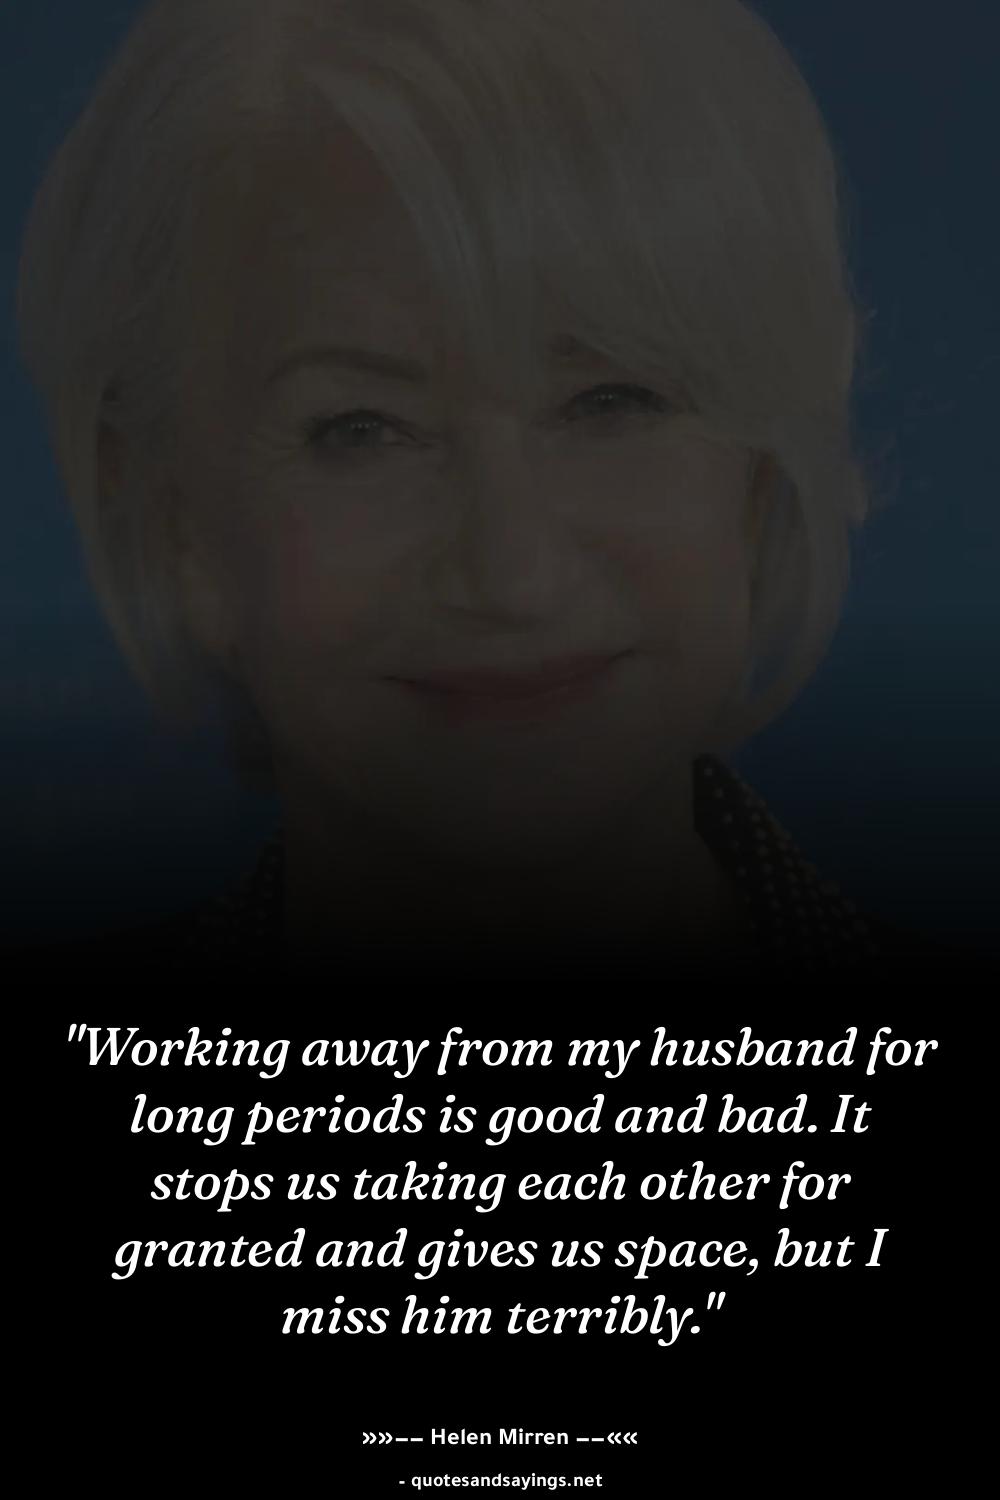 "Working away from my husband for
long periods is good and bad. It
stops us taking each other for
granted and gives us space, but I
miss him terribly."
»»−− Helen Mirren −−««
- quotesandsayings.net